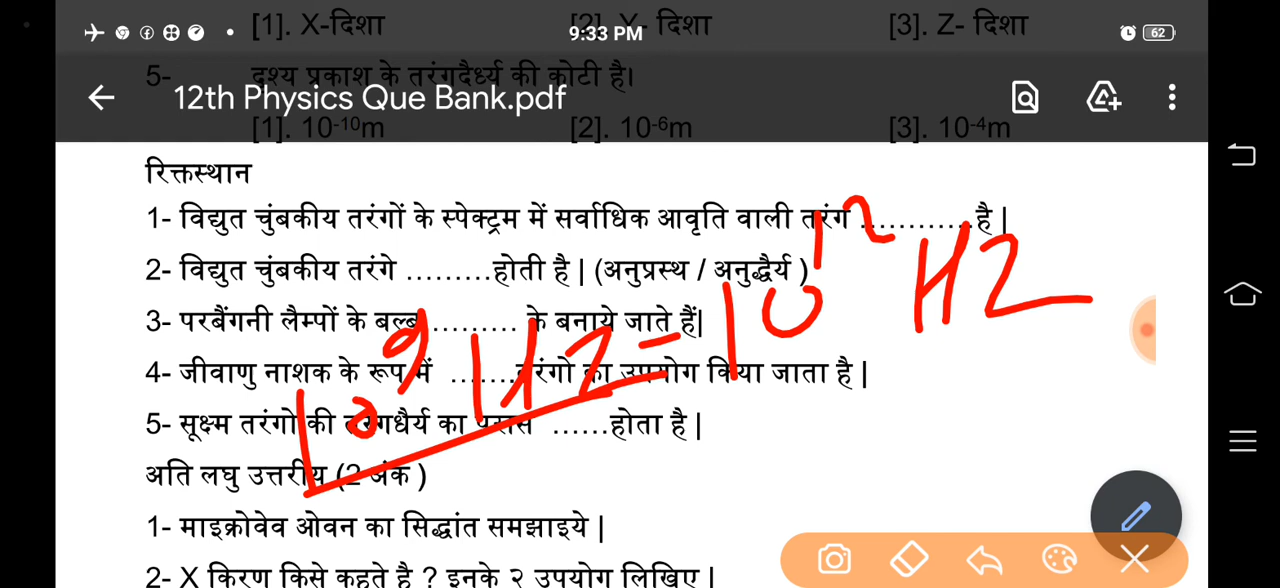 [1]. X-दिशा [2]. Y- दिशा [3]. Z- दिशा
9:33 PM 62
5- दृश्य प्रकाश के तरंगदैर्ध्य की कोटी है।
12th Physics Que Bank.pdf
[1]. 10-10m [2]. 10-6m [3]. 10-4m
रिक्तस्थान
1- विद्युत चुंबकीय तरंगों के स्पेक्ट्रम में सर्वाधिक आवृति वाली तरंग ............है |
2- विद्युत चुंबकीय तरंगे .........होती है | (अनुप्रस्थ / अनुद्धैर्य )
3- परबैंगनी लैम्पों के बल्ब ......... के बनाये जाते हैं|
4- जीवाणु नाशक के रूप में .......तरंगो का उपयोग किया जाता है |
10^9 HZ = 10^12 HZ
5- सूक्ष्म तरंगो की तरंगधैर्य का परास ......होता है |
अति लघु उत्तरीय (2 अंक )
1- माइक्रोवेव ओवन का सिद्धांत समझाइये |
2- X किरण किसे कहते है ? इनके २ उपयोग लिखिए |